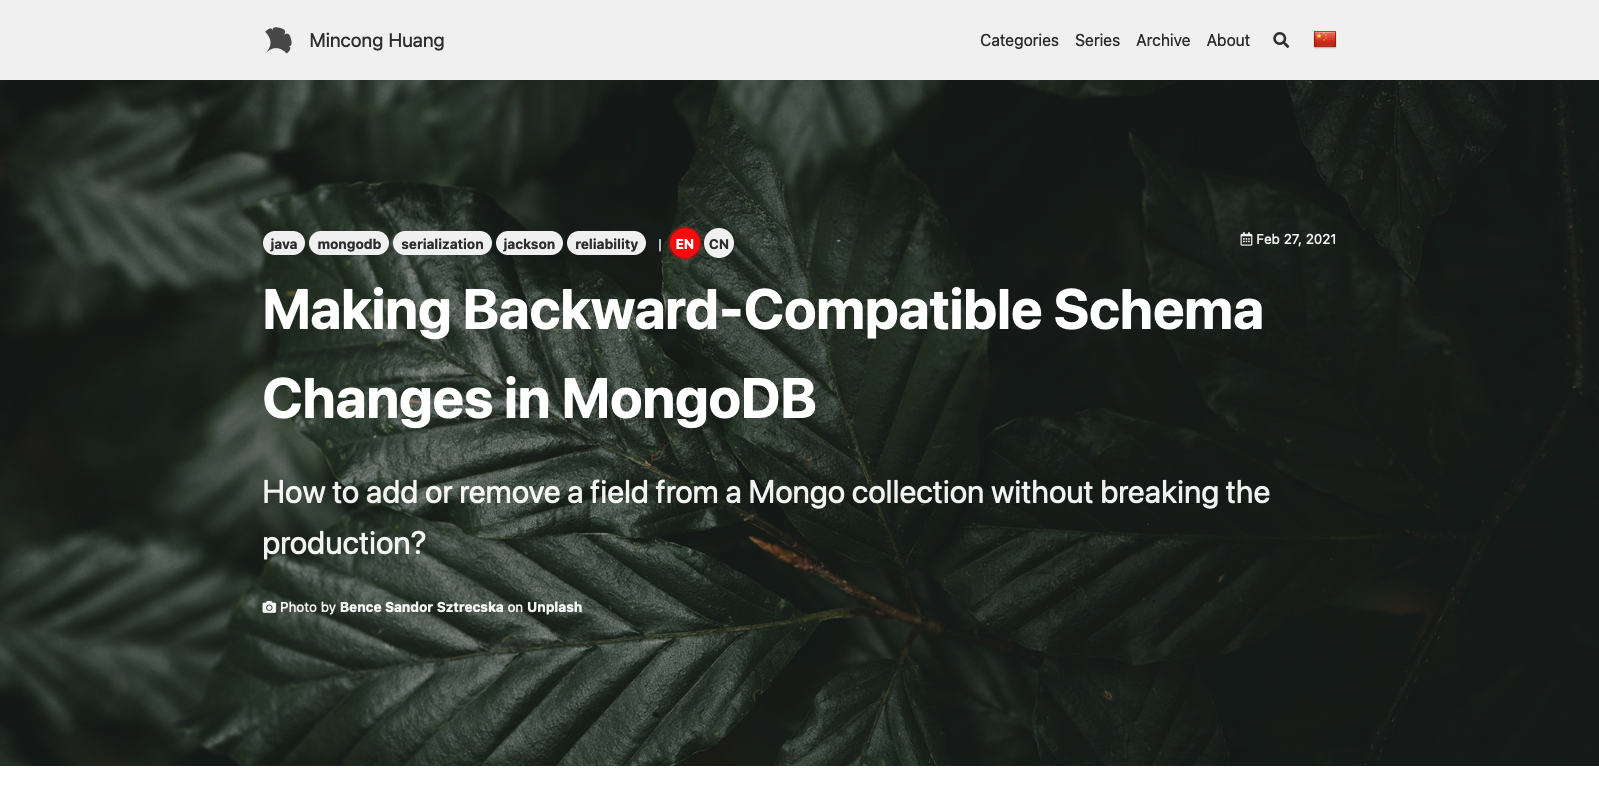 Mincong Huang
Categories Series Archive About
java mongodb serialization jackson reliability | EN CN
Feb 27, 2021
Making Backward-Compatible Schema
Changes in MongoDB
How to add or remove a field from a Mongo collection without breaking the
production?
Photo by Bence Sandor Sztrecska on Unplash